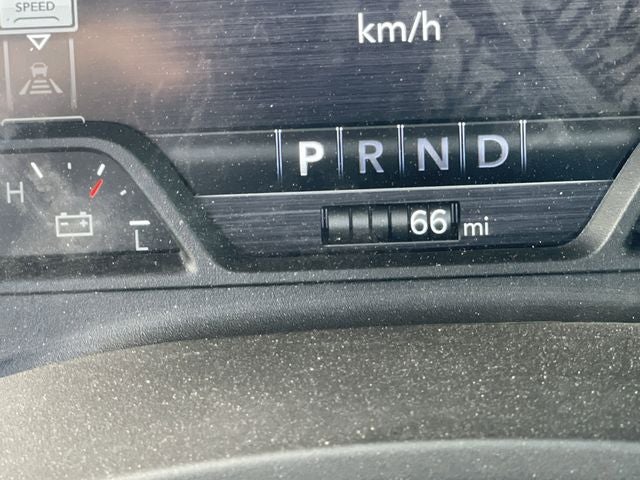 SPEED
km/h
P R N D
H
66 mi
L